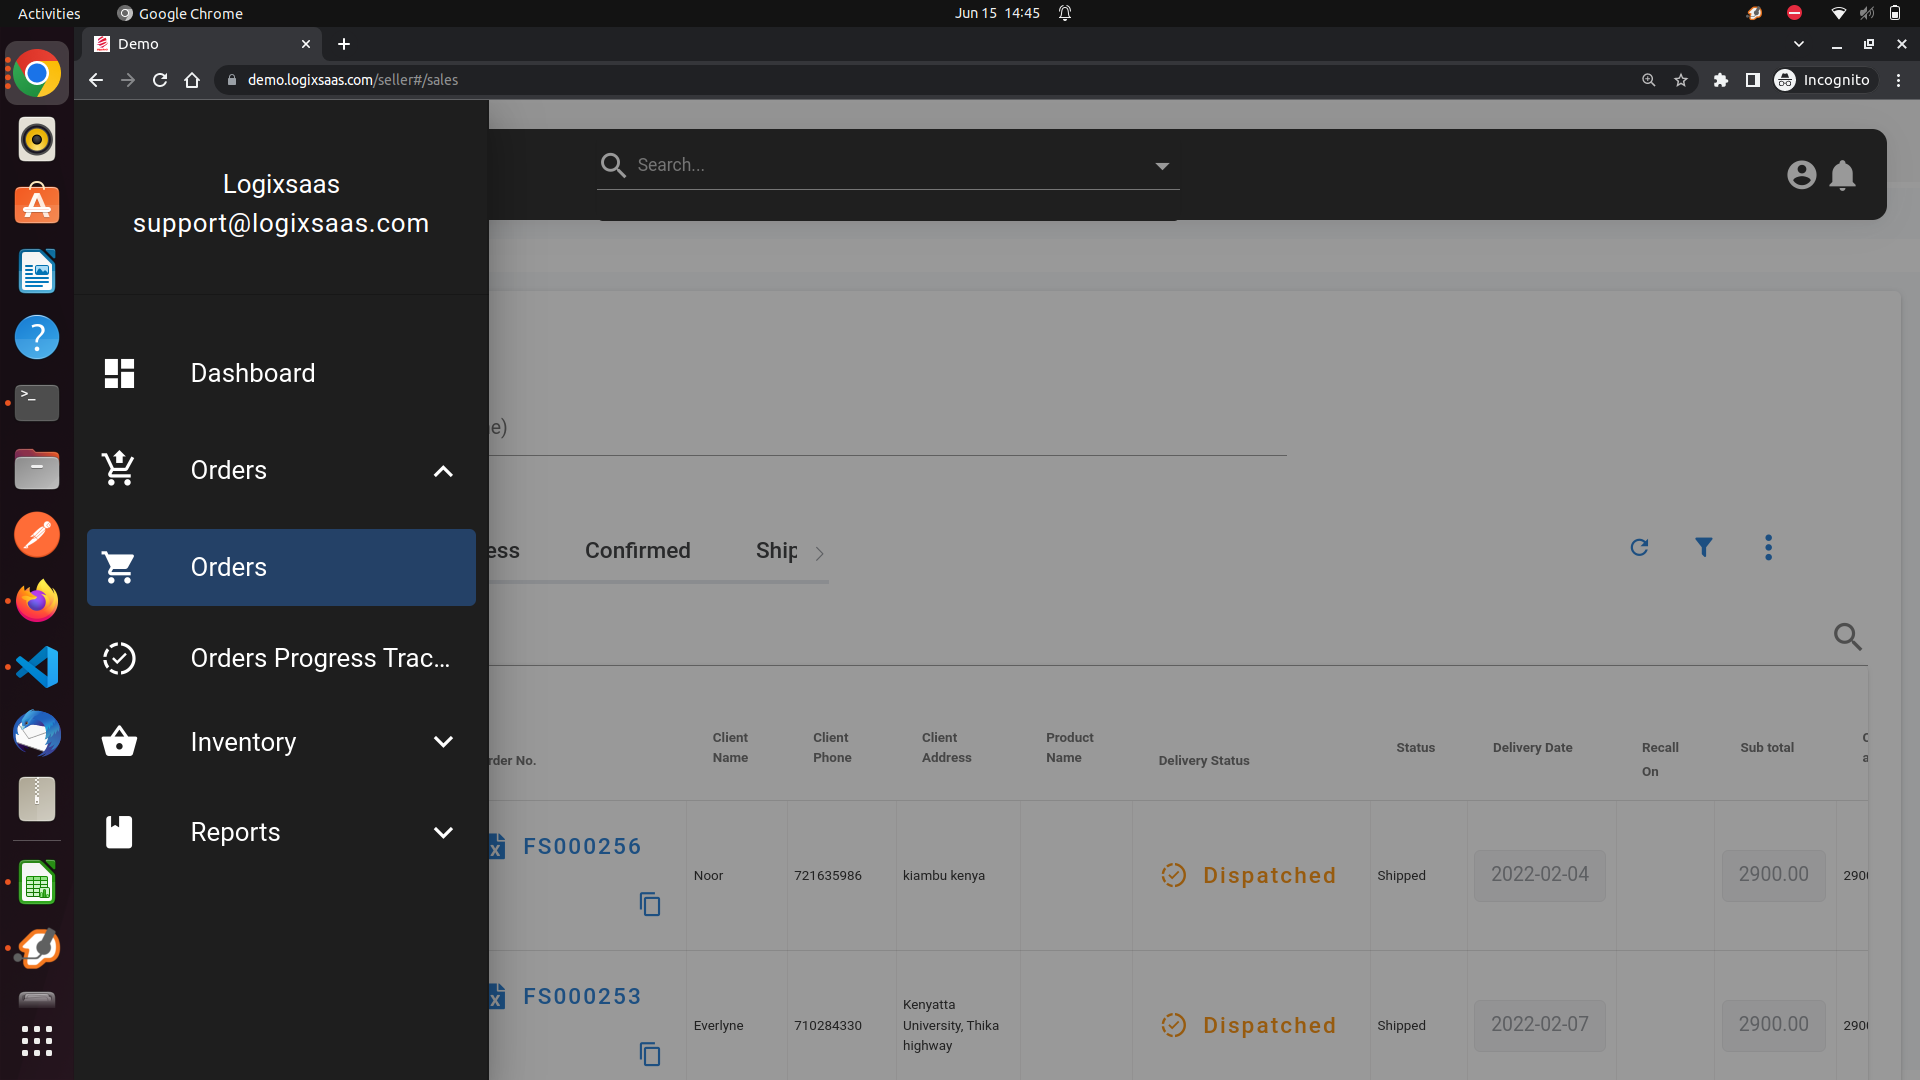 Activities
Google Chrome
Jun 15 14:45
Demo
demo.logixsaas.com/seller#/sales
Incognito
Logixsaas
support@logixsaas.com
Search...
Dashboard
Orders
Orders
Orders Progress Trac...
Inventory
Reports
e)
ess
Confirmed
Ship
rder No.
Client
Name
Client
Phone
Client
Address
Product
Name
Delivery Status
Status
Delivery Date
Recall
On
Sub total
FS000256
Noor
721635986
kiambu kenya
Dispatched
Shipped
2022-02-04
2900.00
290
FS000253
Everlyne
710284330
Kenyatta
University, Thika
highway
Dispatched
Shipped
2022-02-07
2900.00
290